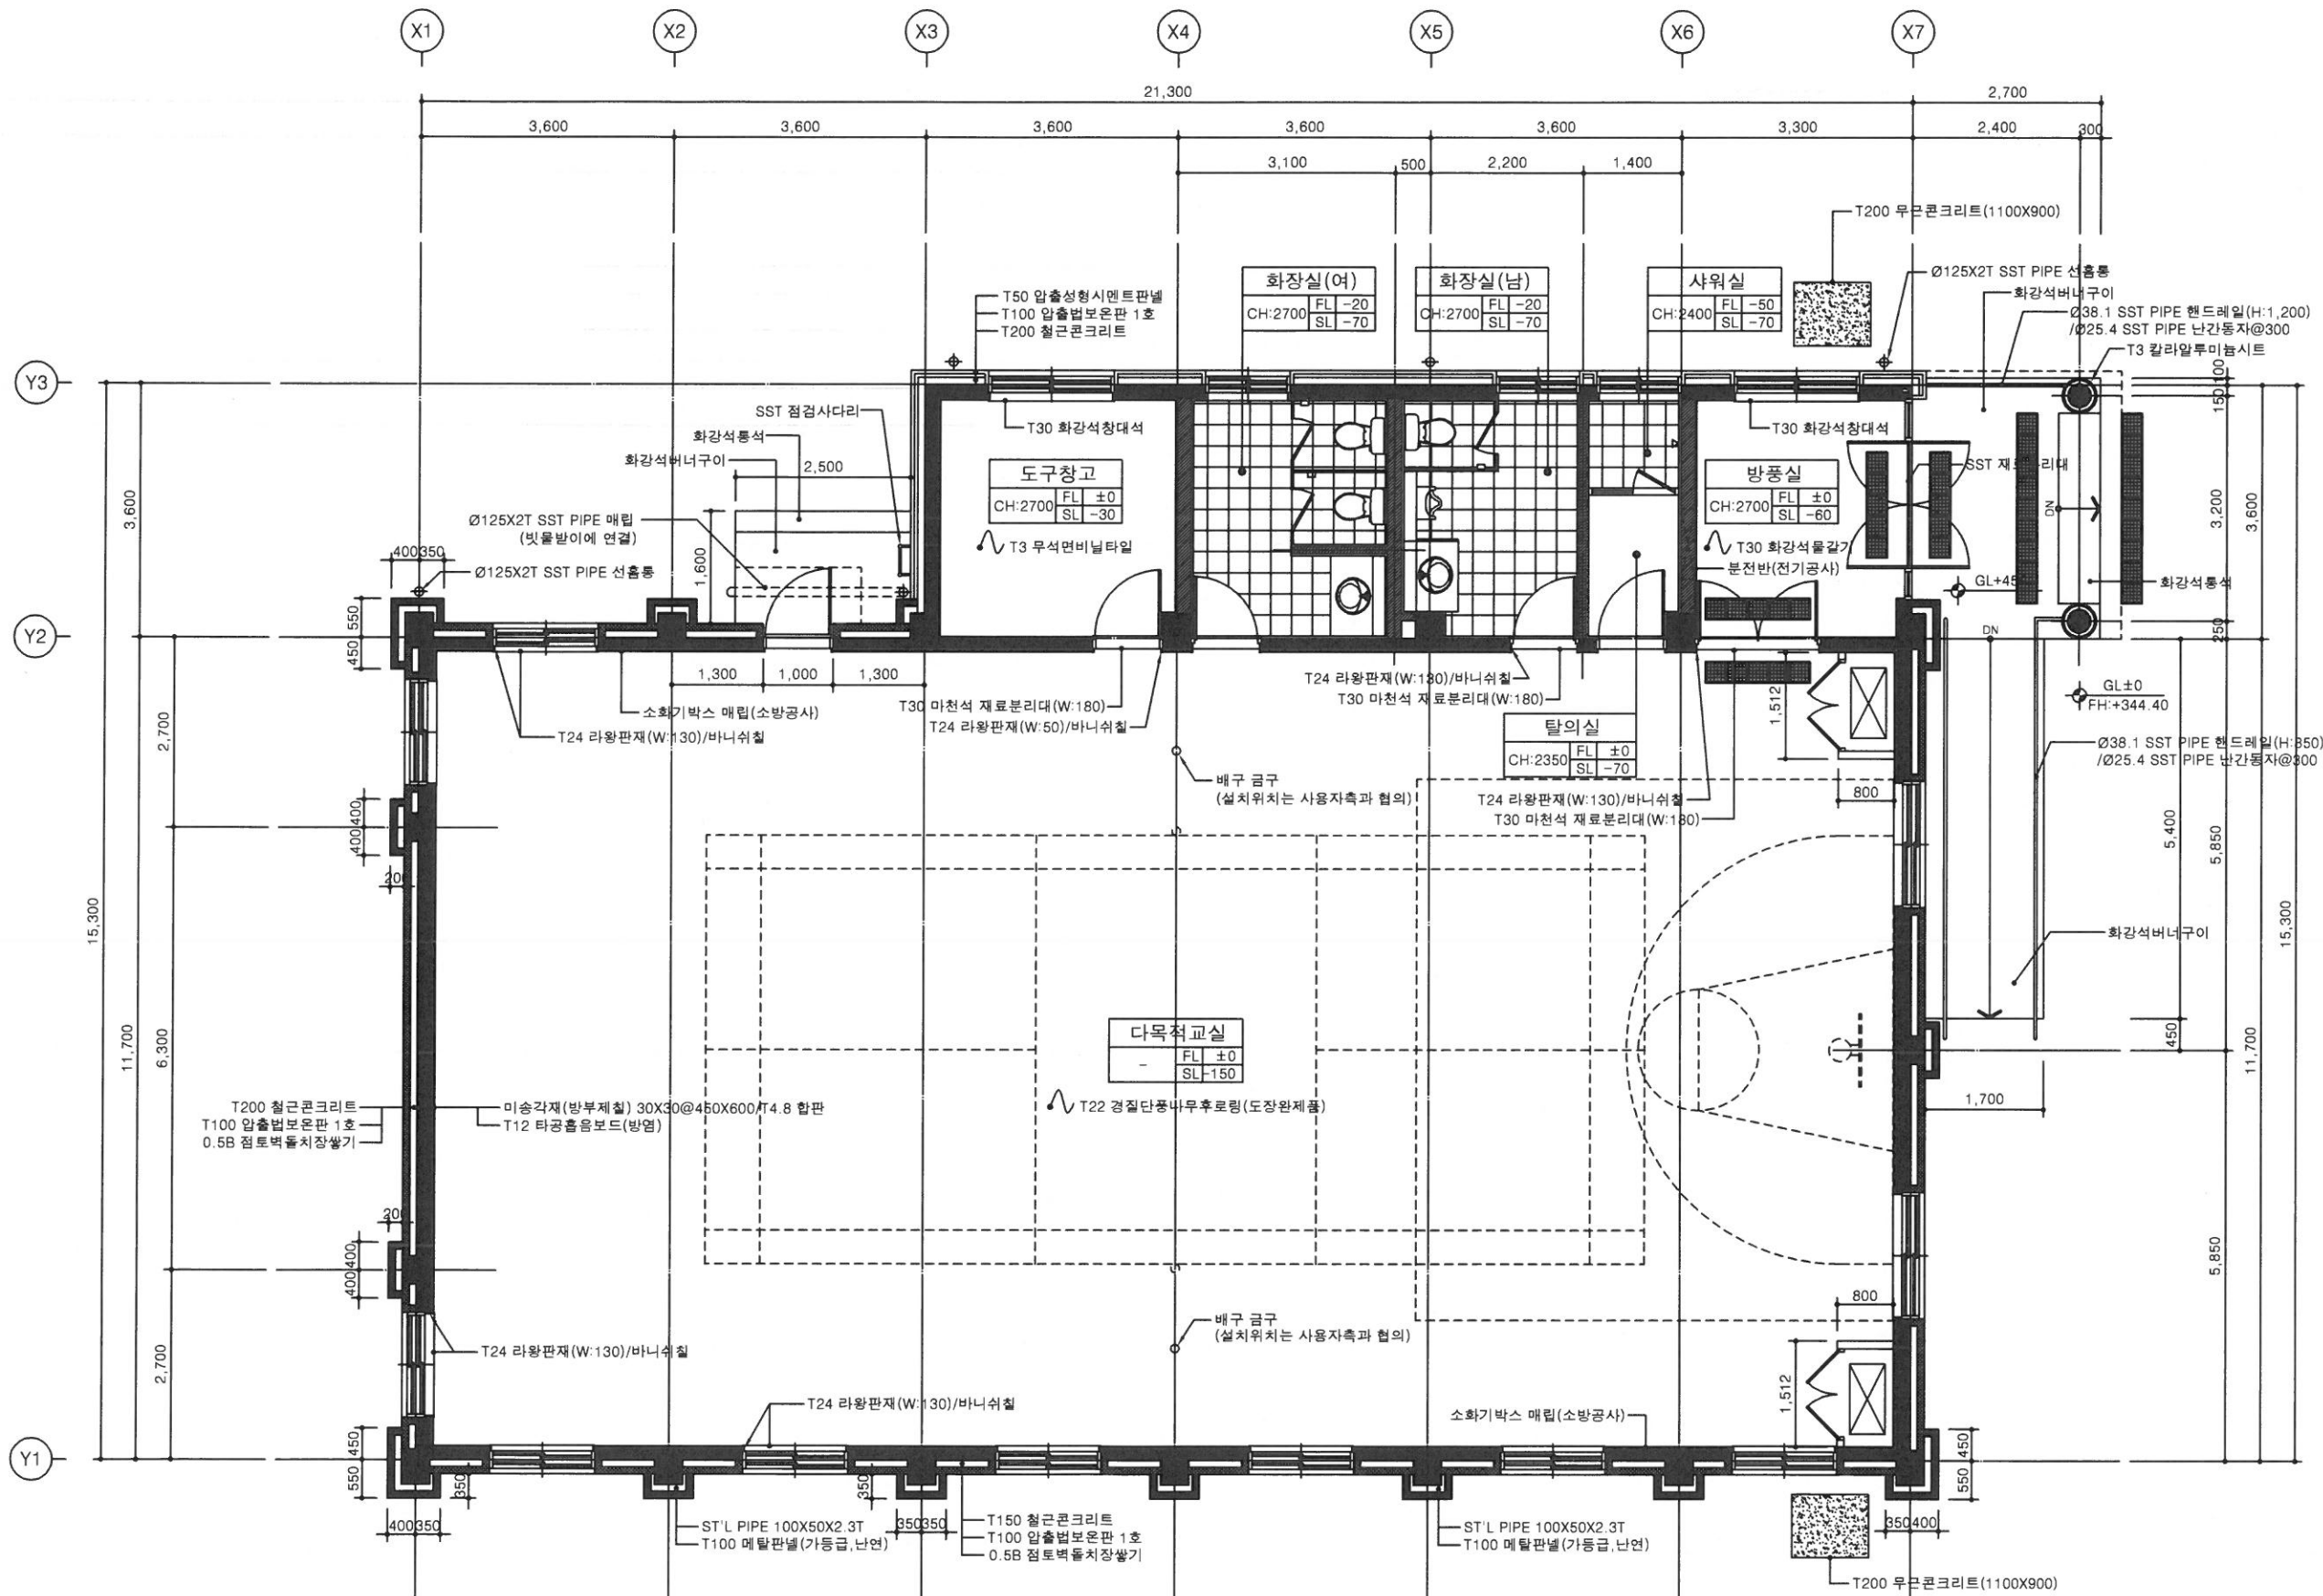 X1
X2
X3
X4
X5
X6
X7
21,300
2,700
3,600
3,600
3,600
3,600
3,600
3,300
2,400
300
3,100
500
2,200
1,400
T200 무근콘크리트(1100X900)
Ø125X2T SST PIPE 선홈통
화강석버너구이
Ø38.1 SST PIPE 핸드레일(H:1,200)
/Ø25.4 SST PIPE 난간동자@300
T3 칼라알루미늄시트
화장실(여)
CH:2700
FL -20
SL -70
화장실(남)
CH:2700
FL -20
SL -70
샤워실
CH:2400
FL -50
SL -70
T50 압출성형시멘트판넬
T100 압출법보온판 1호
T200 철근콘크리트
Y3
100
150
SST 점검사다리
화강석통석
화강석버너구이
2,500
T30 화강석창대석
T30 화강석창대석
도구창고
CH:2700
FL ±0
SL -30
T3 무석면비닐타일
방풍실
CH:2700
FL ±0
SL -60
SST 재료분리대
T30 화강석물갈기
분전반(전기공사)
DN
3,200
3,600
3,600
Ø125X2T SST PIPE 매립
(빗물받이에 연결)
1,600
400
350
Ø125X2T SST PIPE 선홈통
GL+45
화강석통석
550
450
Y2
DN
250
1,300
1,000
1,300
소화기박스 매립(소방공사)
T24 라왕판재(W:130)/바니쉬칠
T30 마천석 재료분리대(W:180)
T24 라왕판재(W:50)/바니쉬칠
T24 라왕판재(W:130)/바니쉬칠
T30 마천석 재료분리대(W:180)
1,512
GL±0
FH:+344.40
탈의실
CH:2350
FL ±0
SL -70
Ø38.1 SST PIPE 핸드레일(H:850)
/Ø25.4 SST PIPE 난간동자@300
2,700
배구 금구
(설치위치는 사용자측과 협의)
T24 라왕판재(W:130)/바니쉬칠
T30 마천석 재료분리대(W:180)
800
400
400
200
5,400
5,850
15,300
15,300
화강석버너구이
11,700
6,300
다목적교실
-
FL ±0
SL -150
T22 경질단풍나무후로링(도장완제품)
450
11,700
1,700
T200 철근콘크리트
T100 압출법보온판 1호
0.5B 점토벽돌치장쌓기
미송각재(방부제칠) 30X30@450X600/T4.8 합판
T12 타공흡음보드(방염)
200
400
400
5,850
2,700
배구 금구
(설치위치는 사용자측과 협의)
800
1,512
T24 라왕판재(W:130)/바니쉬칠
T24 라왕판재(W:130)/바니쉬칠
소화기박스 매립(소방공사)
Y1
450
550
350
350
450
550
400
350
ST'L PIPE 100X50X2.3T
T100 메탈판넬(가등급,난연)
350
350
T150 철근콘크리트
T100 압출법보온판 1호
0.5B 점토벽돌치장쌓기
ST'L PIPE 100X50X2.3T
T100 메탈판넬(가등급,난연)
350
400
T200 무근콘크리트(1100X900)